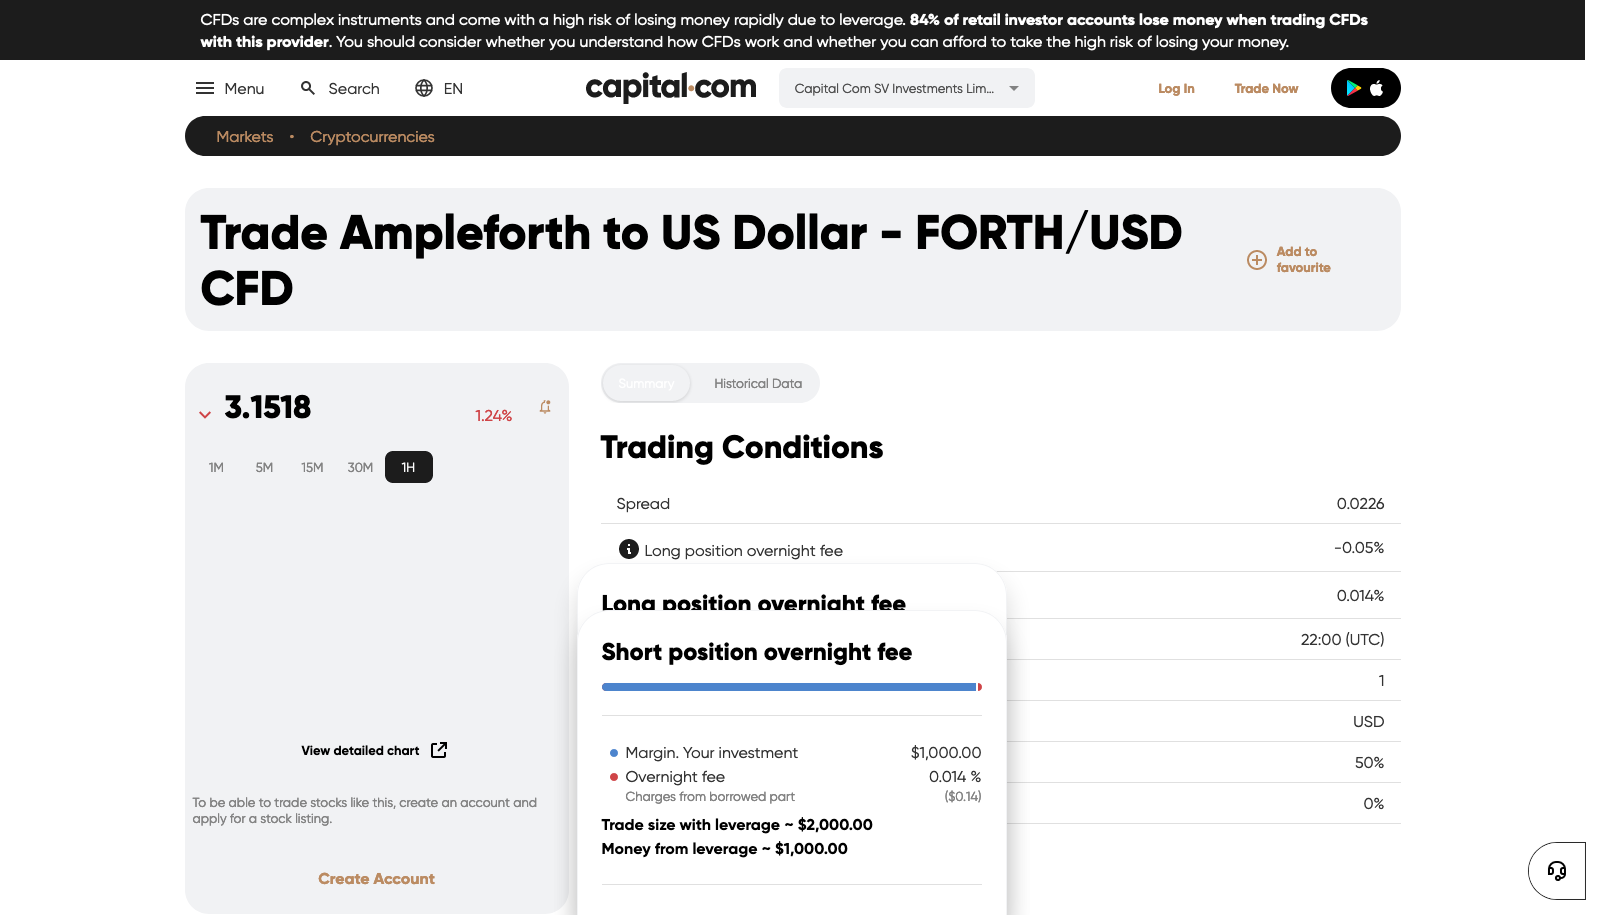 CFDs are complex instruments and come with a high risk of losing money rapidly due to leverage. 84% of retail investor accounts lose money when trading CFDs
with this provider. You should consider whether you understand how CFDs work and whether you can afford to take the high risk of losing your money.
Menu
Search
EN
capital.com
Capital Com SV Investments Lim...
Log In
Trade Now
Markets • Cryptocurrencies
Trade Ampleforth to US Dollar - FORTH/USD
CFD
Add to
favourite
3.1518
1.24%
1M 5M 15M 30M 1H
View detailed chart
To be able to trade stocks like this, create an account and
apply for a stock listing.
Create Account
Summary
Historical Data
Trading Conditions
Spread 0.0226
Long position overnight fee -0.05%
0.014%
22:00 (UTC)
1
USD
50%
0%
Long position overnight fee
Short position overnight fee
Margin. Your investment $1,000.00
Overnight fee 0.014 %
Charges from borrowed part ($0.14)
Trade size with leverage ~ $2,000.00
Money from leverage ~ $1,000.00